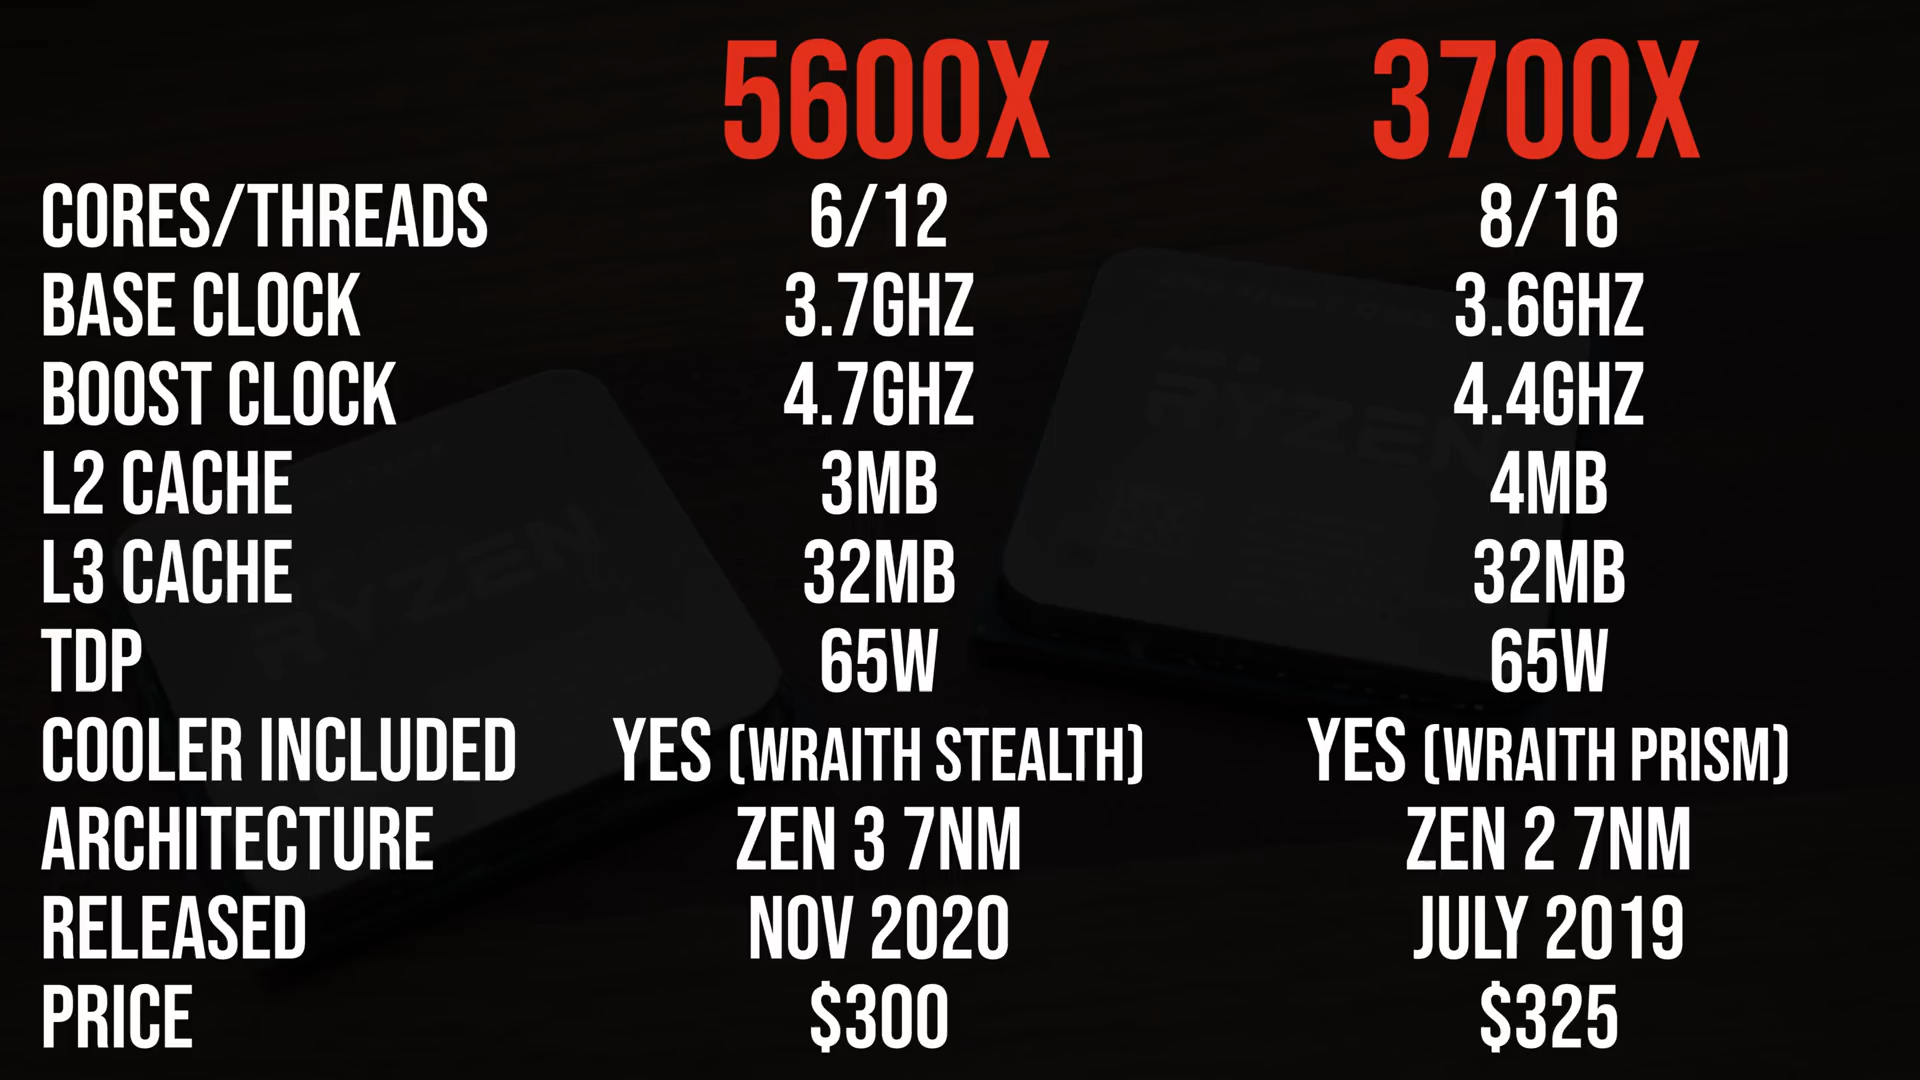 5600X 3700X
CORES/THREADS 6/12 8/16
BASE CLOCK 3.7GHZ 3.6GHZ
BOOST CLOCK 4.7GHZ 4.4GHZ
L2 CACHE 3MB 4MB
L3 CACHE 32MB 32MB
TDP 65W 65W
COOLER INCLUDED YES (WRAITH STEALTH) YES (WRAITH PRISM)
ARCHITECTURE ZEN 3 7NM ZEN 2 7NM
RELEASED NOV 2020 JULY 2019
PRICE $300 $325
RYZEN
RYZEN